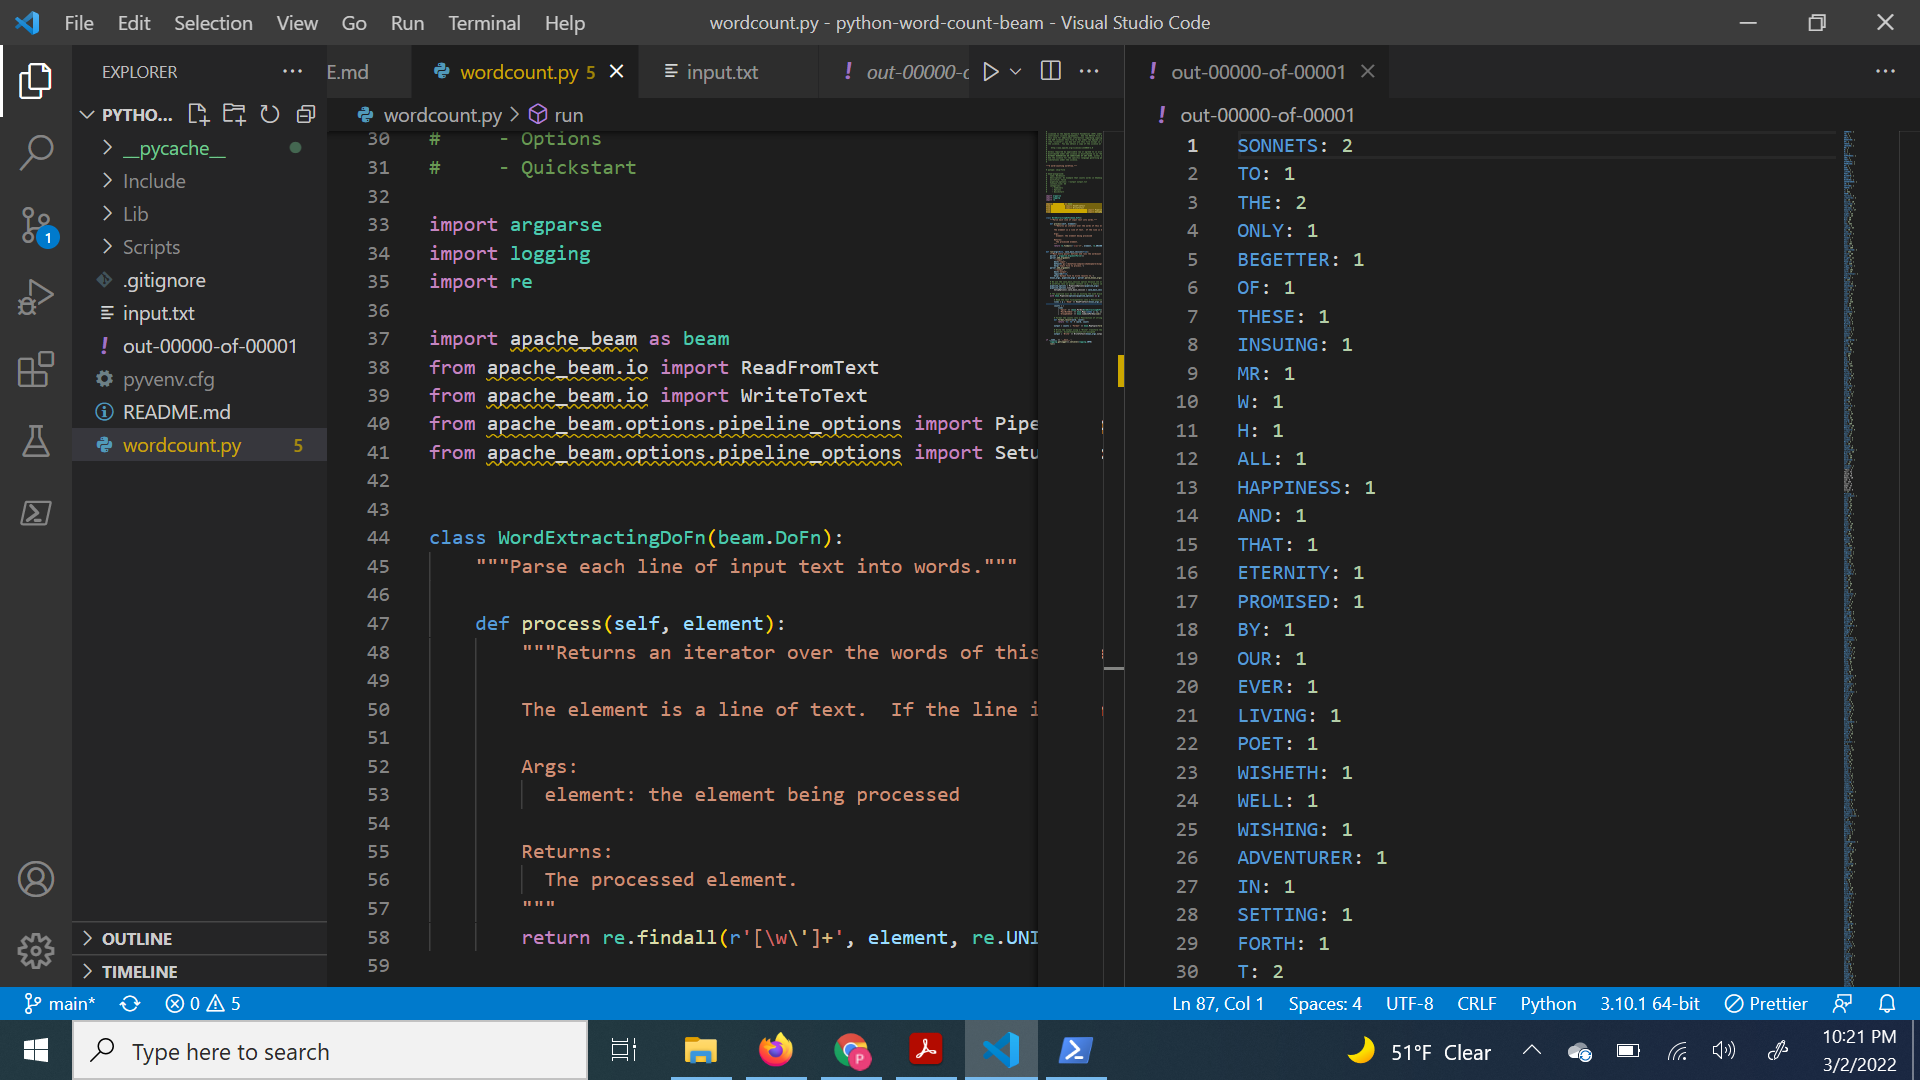 File Edit Selection View Go Run Terminal Help
wordcount.py - python-word-count-beam - Visual Studio Code
EXPLORER
PYTHO...
__pycache__
Include
Lib
Scripts
.gitignore
input.txt
out-00000-of-00001
pyvenv.cfg
README.md
wordcount.py 5
OUTLINE
TIMELINE
1
E.md
wordcount.py 5
input.txt
out-00000-c
wordcount.py > run
30 # - Options
31 # - Quickstart
32
33 import argparse
34 import logging
35 import re
36
37 import apache_beam as beam
38 from apache_beam.io import ReadFromText
39 from apache_beam.io import WriteToText
40 from apache_beam.options.pipeline_options import Pipe
41 from apache_beam.options.pipeline_options import Setu
42
43
44 class WordExtractingDoFn(beam.DoFn):
45 """Parse each line of input text into words."""
46
47 def process(self, element):
48 """Returns an iterator over the words of this
49
50 The element is a line of text.  If the line i
51
52 Args:
53 element: the element being processed
54
55 Returns:
56 The processed element.
57 """
58 return re.findall(r'[\w\']+', element, re.UNI
59
out-00000-of-00001
out-00000-of-00001
1 SONNETS: 2
2 TO: 1
3 THE: 2
4 ONLY: 1
5 BEGETTER: 1
6 OF: 1
7 THESE: 1
8 INSUING: 1
9 MR: 1
10 W: 1
11 H: 1
12 ALL: 1
13 HAPPINESS: 1
14 AND: 1
15 THAT: 1
16 ETERNITY: 1
17 PROMISED: 1
18 BY: 1
19 OUR: 1
20 EVER: 1
21 LIVING: 1
22 POET: 1
23 WISHETH: 1
24 WELL: 1
25 WISHING: 1
26 ADVENTURER: 1
27 IN: 1
28 SETTING: 1
29 FORTH: 1
30 T: 2
main* 0 5
Ln 87, Col 1 Spaces: 4 UTF-8 CRLF Python 3.10.1 64-bit Prettier
Type here to search
P
51°F Clear
10:21 PM
3/2/2022